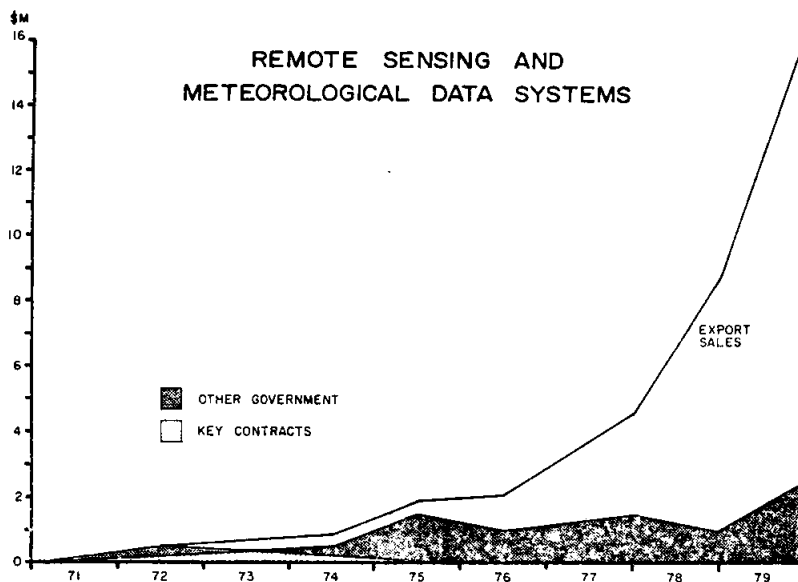 $M
REMOTE SENSING AND
METEOROLOGICAL DATA SYSTEMS
16
14
12
10
8
6
4
2
0
EXPORT
SALES
OTHER GOVERNMENT
KEY CONTRACTS
71 72 73 74 75 76 77 78 79